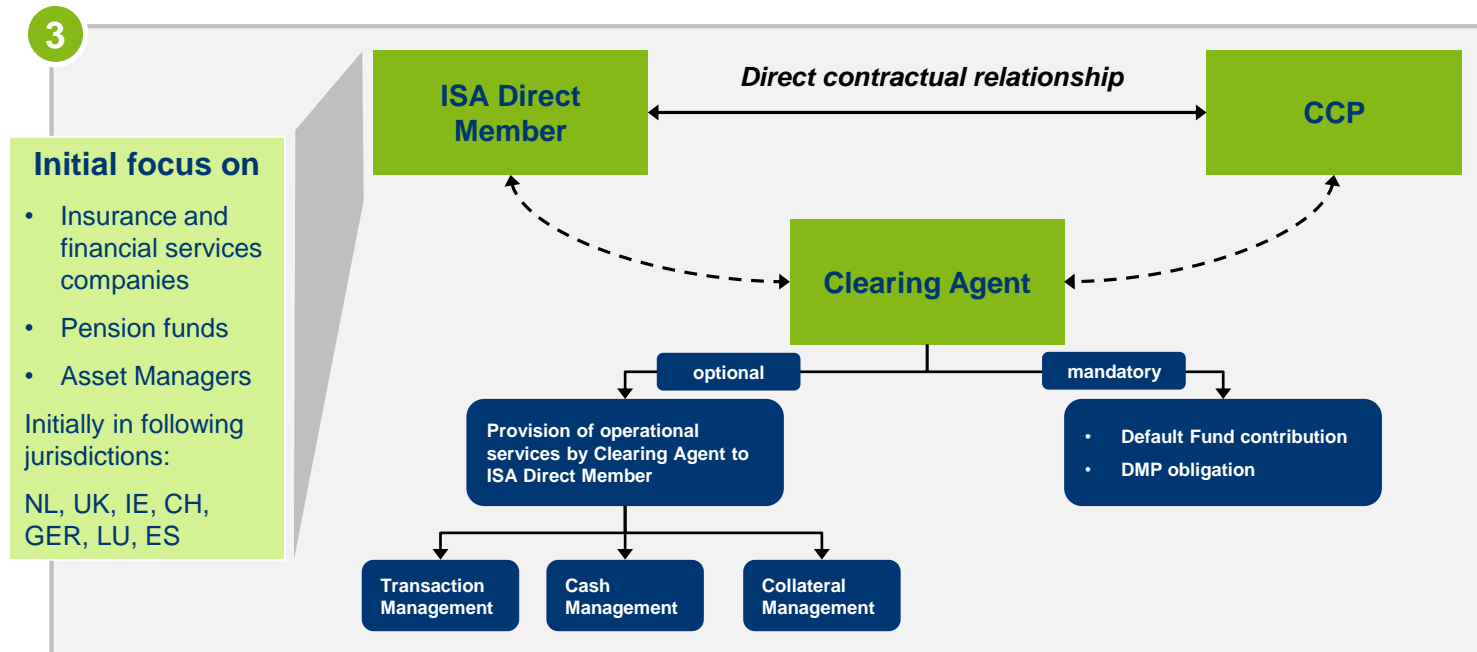 3
Initial focus on
• Insurance and
financial services
companies
• Pension funds
• Asset Managers
Initially in following
jurisdictions:
NL, UK, IE, CH,
GER, LU, ES
ISA Direct
Member
Direct contractual relationship
CCP
Clearing Agent
optional
mandatory
Provision of operational
services by Clearing Agent to
ISA Direct Member
• Default Fund contribution
• DMP obligation
Transaction
Management
Cash
Management
Collateral
Management